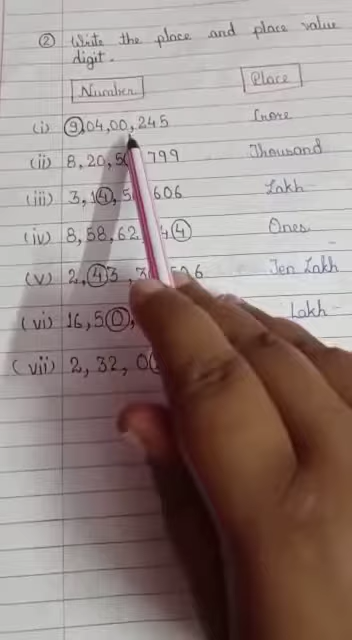 ② Write the place and place value
digit.
Number Place
(i) 9,04,00,245 Crore
(ii) 8,20,5 799 Thousand
(iii) 3,14,5 606 Lakh
(iv) 8,58,62, 4 4 Ones
(v) 2,43,3 506 Ten Lakh
(vi) 16,50, Lakh
(vii) 2,32,0